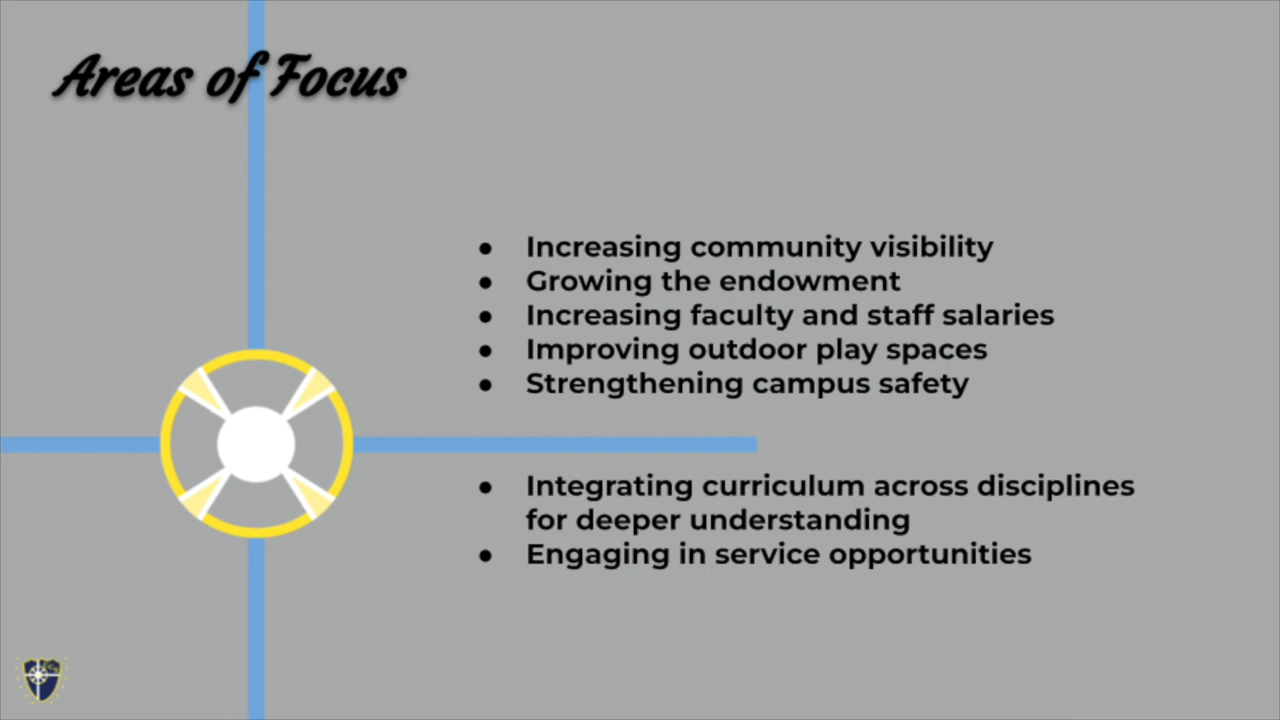 Areas of Focus
● Increasing community visibility
● Growing the endowment
● Increasing faculty and staff salaries
● Improving outdoor play spaces
● Strengthening campus safety
● Integrating curriculum across disciplines
for deeper understanding
● Engaging in service opportunities